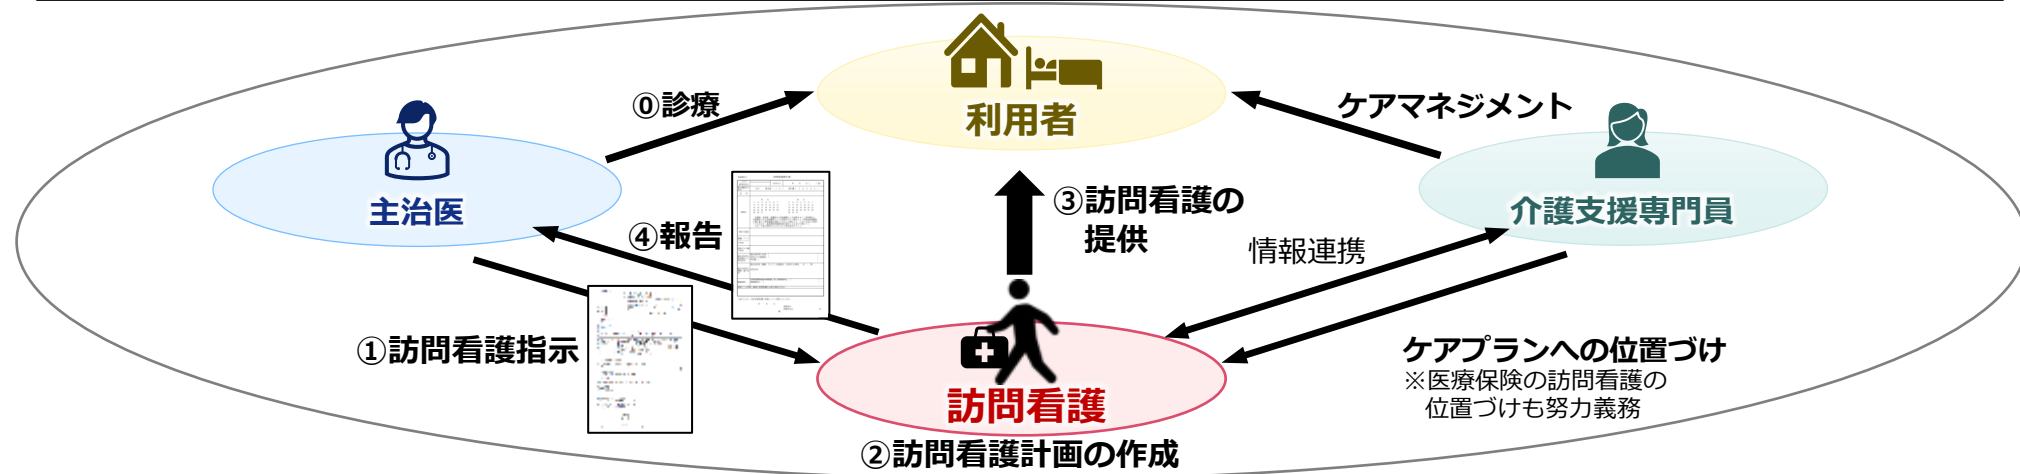 ⓪診療
利用者
ケアマネジメント
主治医
④報告
③訪問看護の
提供
介護支援専門員
情報連携
①訪問看護指示
訪問看護
②訪問看護計画の作成
ケアプランへの位置づけ
※医療保険の訪問看護の
位置づけも努力義務